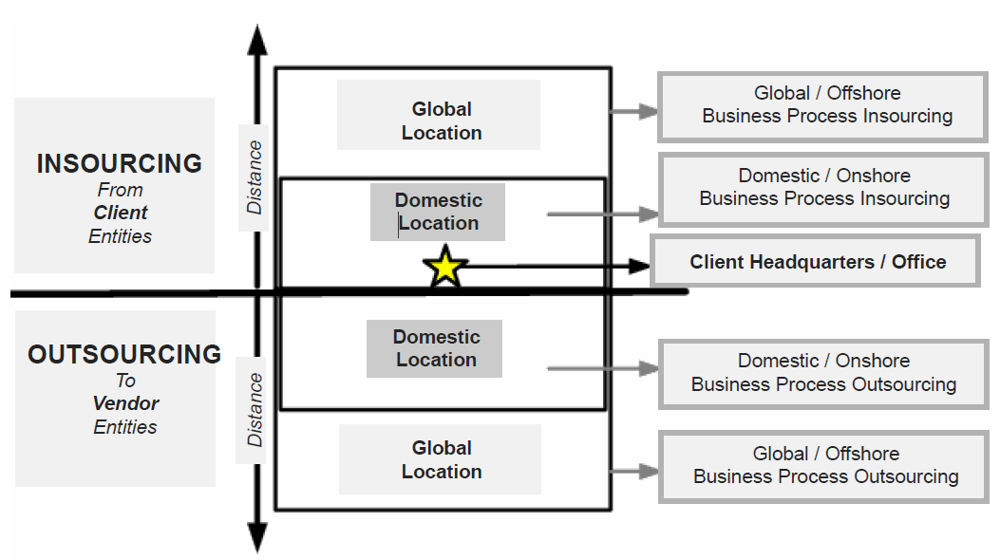 INSOURCING
From
Client
Entities
Distance
Global
Location
Global / Offshore
Business Process Insourcing
Domestic
Location
Domestic / Onshore
Business Process Insourcing
Client Headquarters / Office
OUTSOURCING
To
Vendor
Entities
Distance
Domestic
Location
Domestic / Onshore
Business Process Outsourcing
Global
Location
Global / Offshore
Business Process Outsourcing